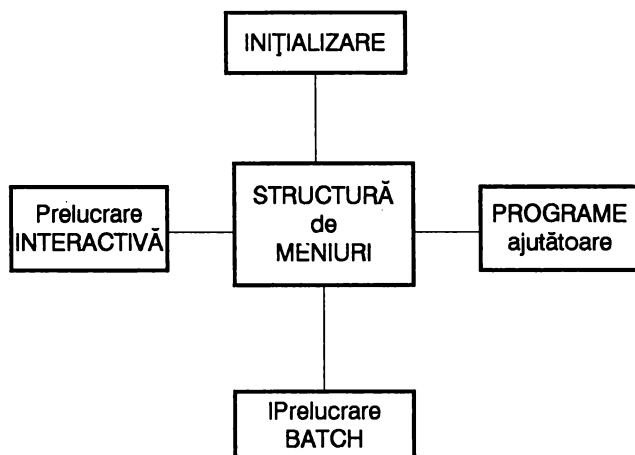 INIŢIALIZARE
STRUCTURĂ
de
MENIURI
Prelucrare
INTERACTIVĂ
PROGRAME
ajutătoare
IPrelucrare
BATCH